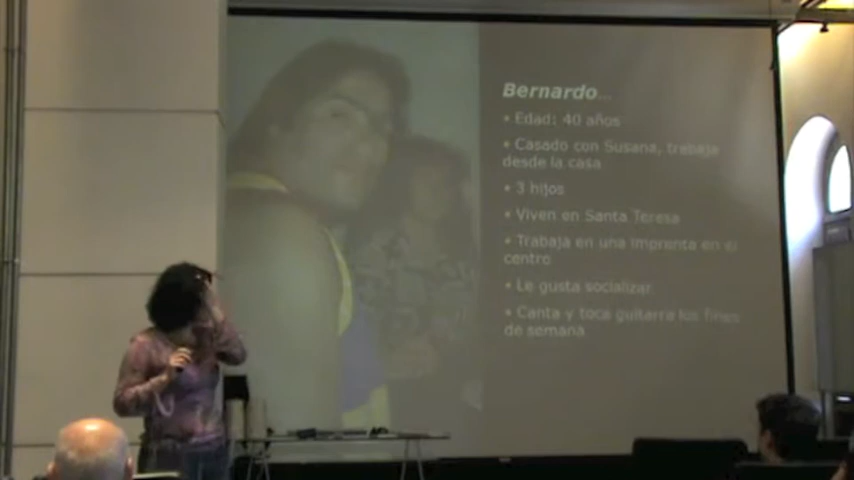 Bernardo...
• Edad: 40 años
• Casado con Susana, trabaja
desde la casa
• 3 hijos
• Viven en Santa Teresa
• Trabaja en una imprenta en el
centro
• Le gusta socializar
• Canta y toca guitarra los fines
de semana